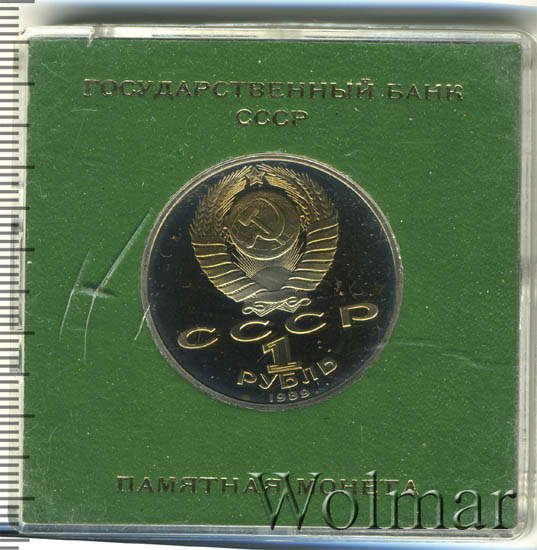 ГОСУДАРСТВЕННЫЙ БАНК
СССР
СССР
1
РУБЛЬ
1989
ПАМЯТНАЯ МОНЕТА
Wolmar